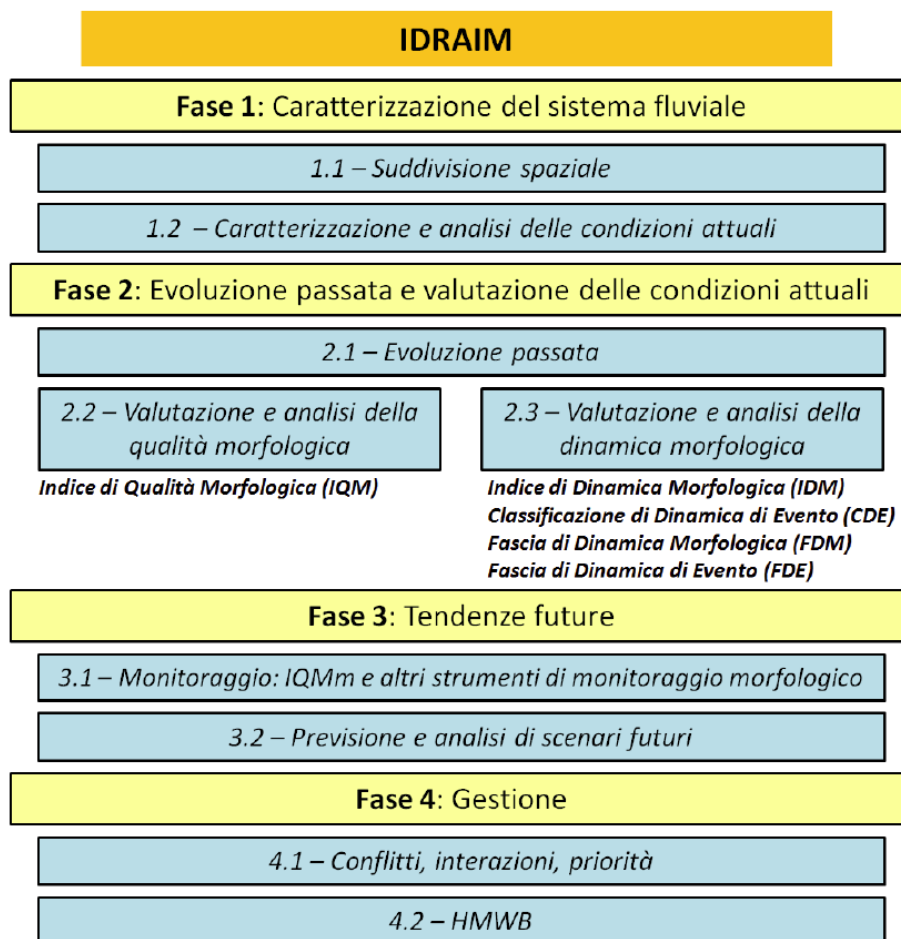 IDRAIM
Fase 1: Caratterizzazione del sistema fluviale
1.1 – Suddivisione spaziale
1.2 – Caratterizzazione e analisi delle condizioni attuali
Fase 2: Evoluzione passata e valutazione delle condizioni attuali
2.1 – Evoluzione passata
2.2 – Valutazione e analisi della
qualità morfologica
Indice di Qualità Morfologica (IQM)
2.3 – Valutazione e analisi della
dinamica morfologica
Indice di Dinamica Morfologica (IDM)
Classificazione di Dinamica di Evento (CDE)
Fascia di Dinamica Morfologica (FDM)
Fascia di Dinamica di Evento (FDE)
Fase 3: Tendenze future
3.1 – Monitoraggio: IQMm e altri strumenti di monitoraggio morfologico
3.2 – Previsione e analisi di scenari futuri
Fase 4: Gestione
4.1 – Conflitti, interazioni, priorità
4.2 – HMWB